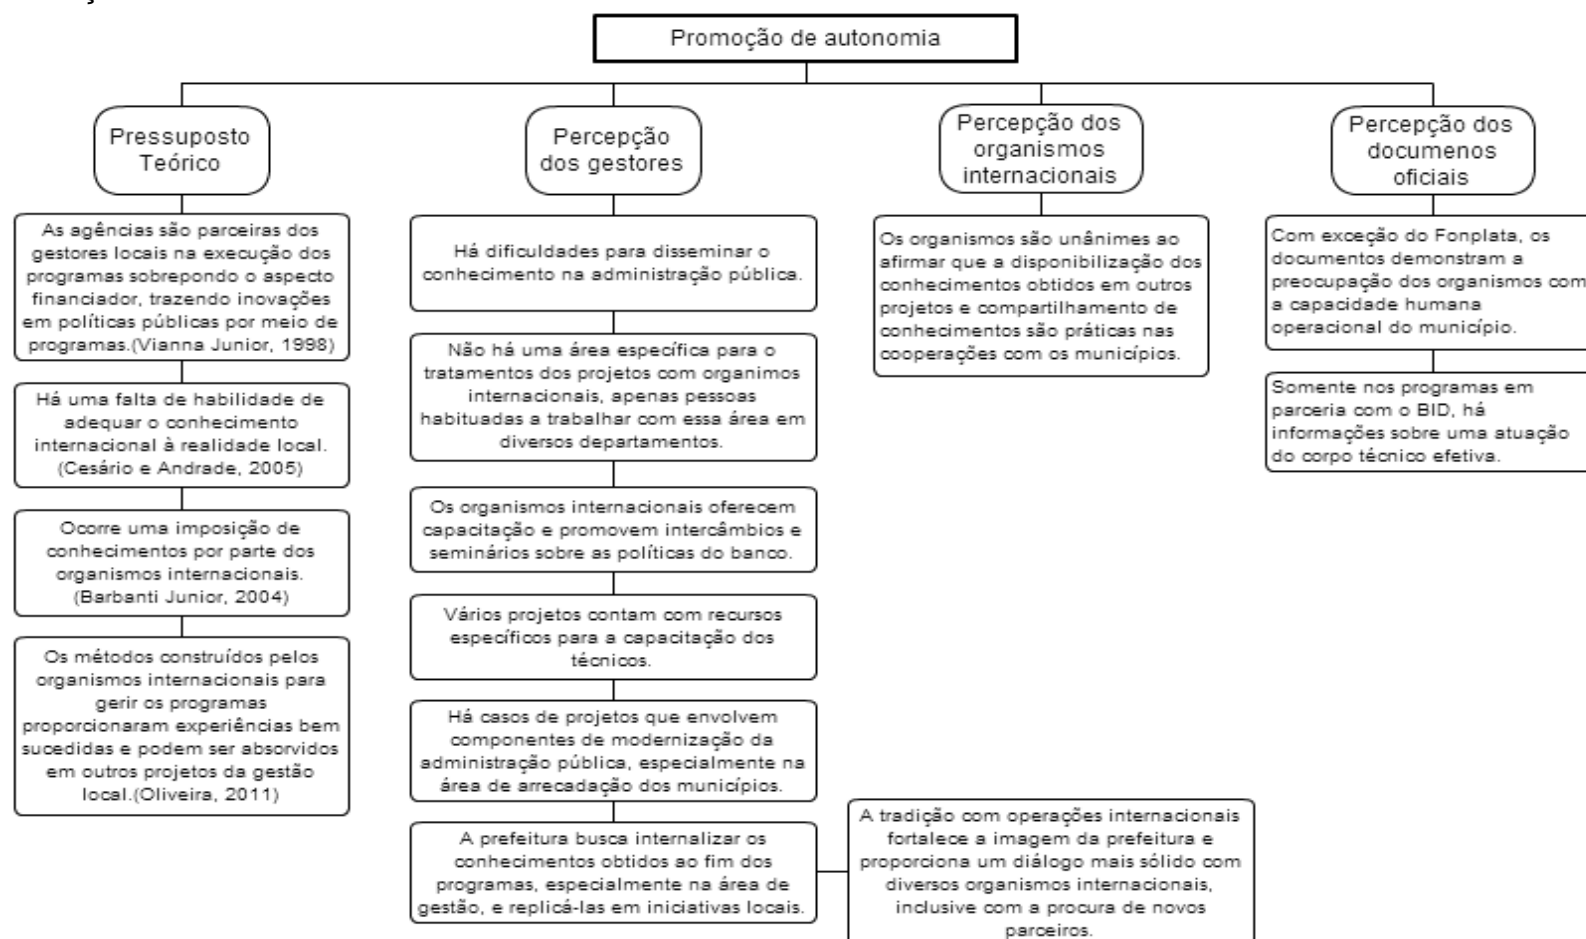 Promoção de autonomia
Pressuposto
Teórico
As agências são parceiras dos
gestores locais na execução dos
programas sobrepondo o aspecto
financiador, trazendo inovações
em políticas públicas por meio de
programas.(Vianna Junior, 1998)
Há uma falta de habilidade de
adequar o conhecimento
internacional à realidade local.
(Cesário e Andrade, 2005)
Ocorre uma imposição de
conhecimentos por parte dos
organismos internacionais.
(Barbanti Junior, 2004)
Os métodos construídos pelos
organismos internacionais para
gerir os programas
proporcionaram experiências bem
sucedidas e podem ser absorvidos
em outros projetos da gestão
local.(Oliveira, 2011)
Percepção
dos gestores
Há dificuldades para disseminar o
conhecimento na administração pública.
Não há uma área específica para o
tratamentos dos projetos com organimos
internacionais, apenas pessoas
habituadas a trabalhar com essa área em
diversos departamentos.
Os organismos internacionais oferecem
capacitação e promovem intercâmbios e
seminários sobre as políticas do banco.
Vários projetos contam com recursos
específicos para a capacitação dos
técnicos.
Há casos de projetos que envolvem
componentes de modernização da
administração pública, especialmente na
área de arrecadação dos municípios.
A prefeitura busca internalizar os
conhecimentos obtidos ao fim dos
programas, especialmente na área de
gestão, e replicá-las em iniciativas locais.
A tradição com operações internacionais
fortalece a imagem da prefeitura e
proporciona um diálogo mais sólido com
diversos organismos internacionais,
inclusive com a procura de novos
parceiros.
Percepção dos
organismos
internacionais
Os organismos são unânimes ao
afirmar que a disponibilização dos
conhecimentos obtidos em outros
projetos e compartilhamento de
conhecimentos são práticas nas
cooperações com os municípios.
Percepção dos
documenos
oficiais
Com exceção do Fonplata, os
documentos demonstram a
preocupação dos organismos com
a capacidade humana
operacional do município.
Somente nos programas em
parceria com o BID, há
informações sobre uma atuação
do corpo técnico efetiva.